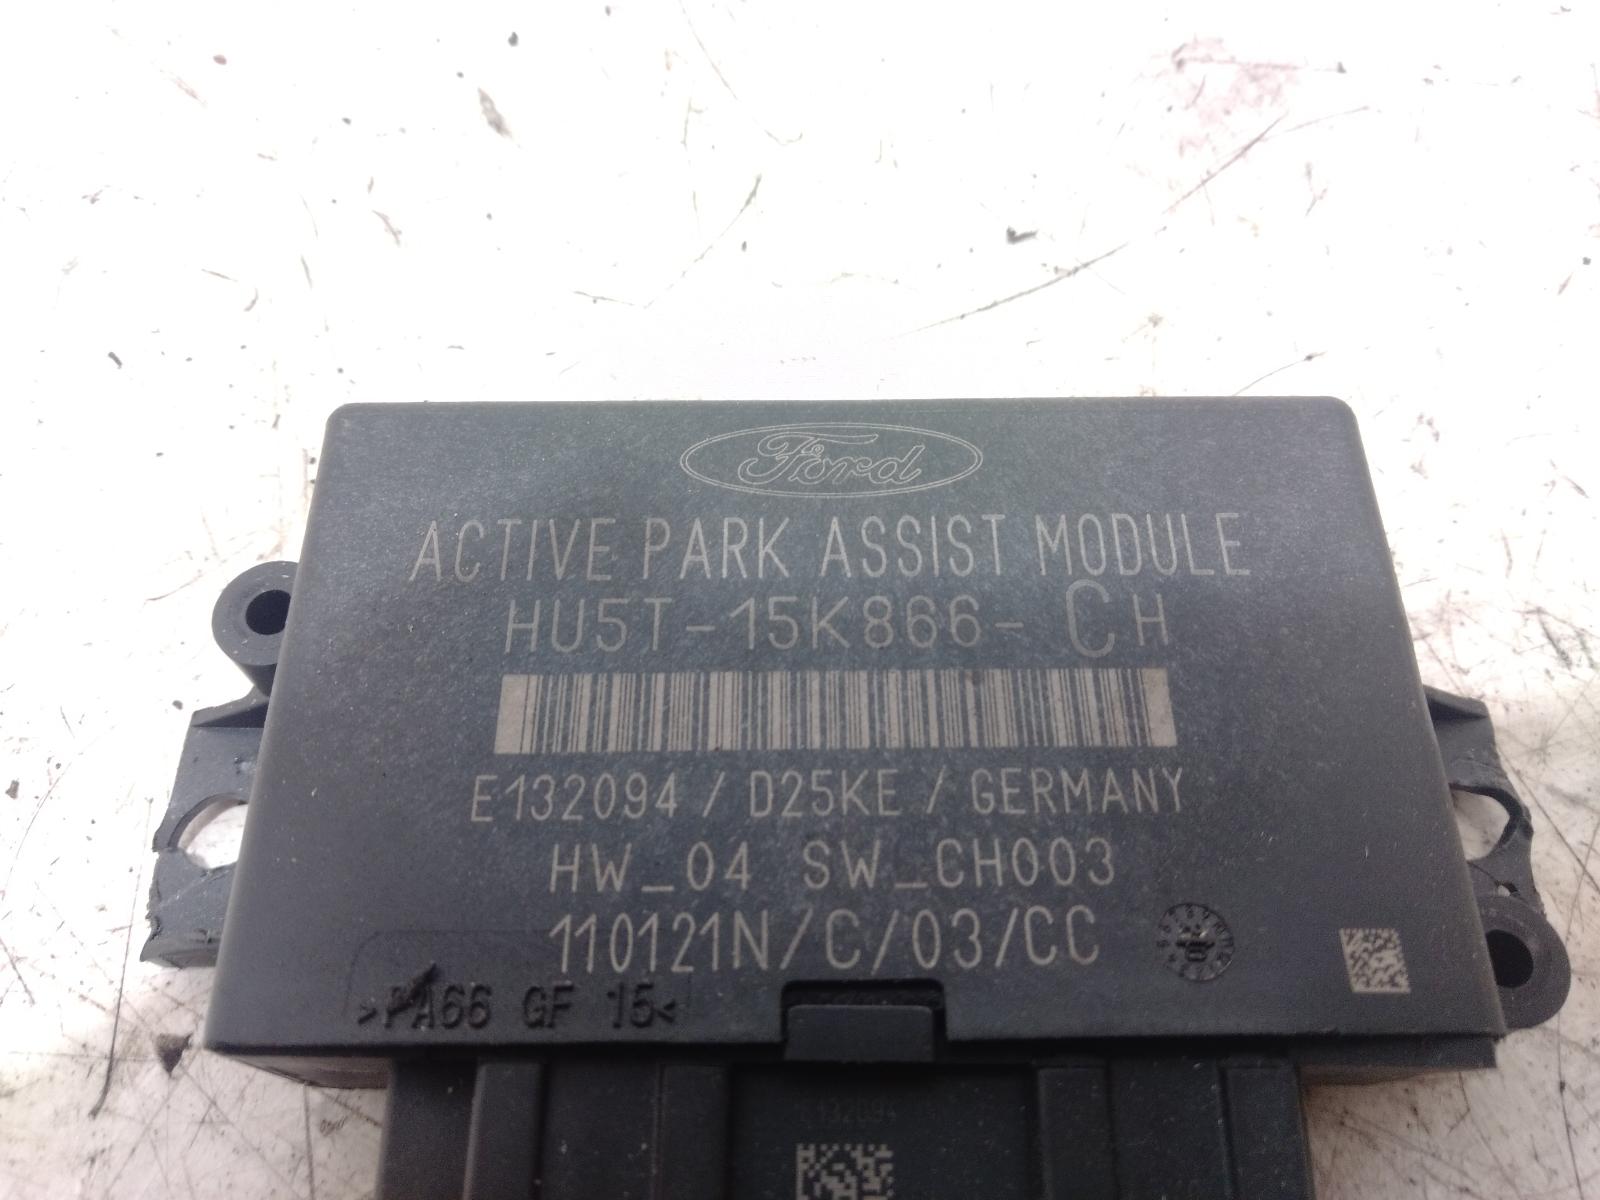 Ford
ACTIVE PARK ASSIST MODULE
HU5T-15K866-CH
E132094 / D25KE / GERMANY
HW_04 SW_CH003
110121N/C/03/CC
>PA66 GF 15<
E132094